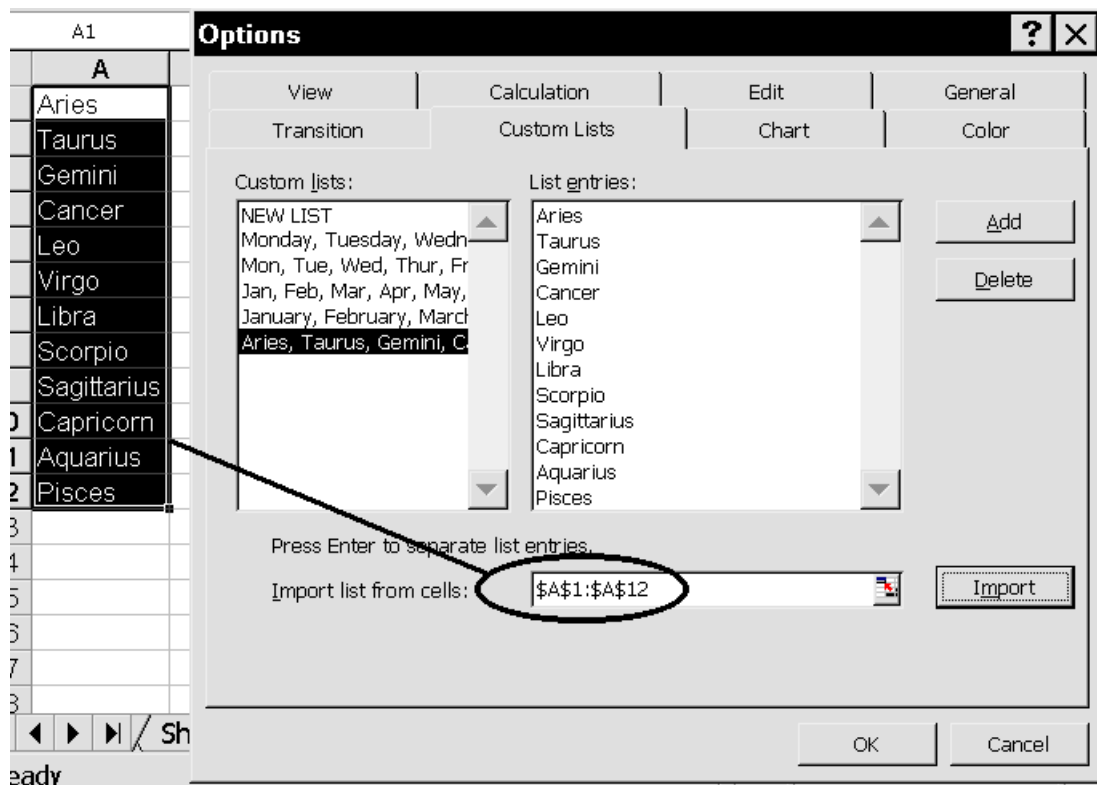 A1
Options
?
A
View Calculation Edit General
Transition Custom Lists Chart Color
Aries
Taurus
Gemini
Cancer
Leo
Virgo
Libra
Scorpio
Sagittarius
Capricorn
Aquarius
Pisces
Custom lists:
NEW LIST
Monday, Tuesday, Wedn
Mon, Tue, Wed, Thur, Fr
Jan, Feb, Mar, Apr, May,
January, February, March
Aries, Taurus, Gemini, Ca
List entries:
Aries
Taurus
Gemini
Cancer
Leo
Virgo
Libra
Scorpio
Sagittarius
Capricorn
Aquarius
Pisces
Add
Delete
Press Enter to separate list entries.
Import list from cells: $A$1:$A$12 Import
OK Cancel
Sh
eady